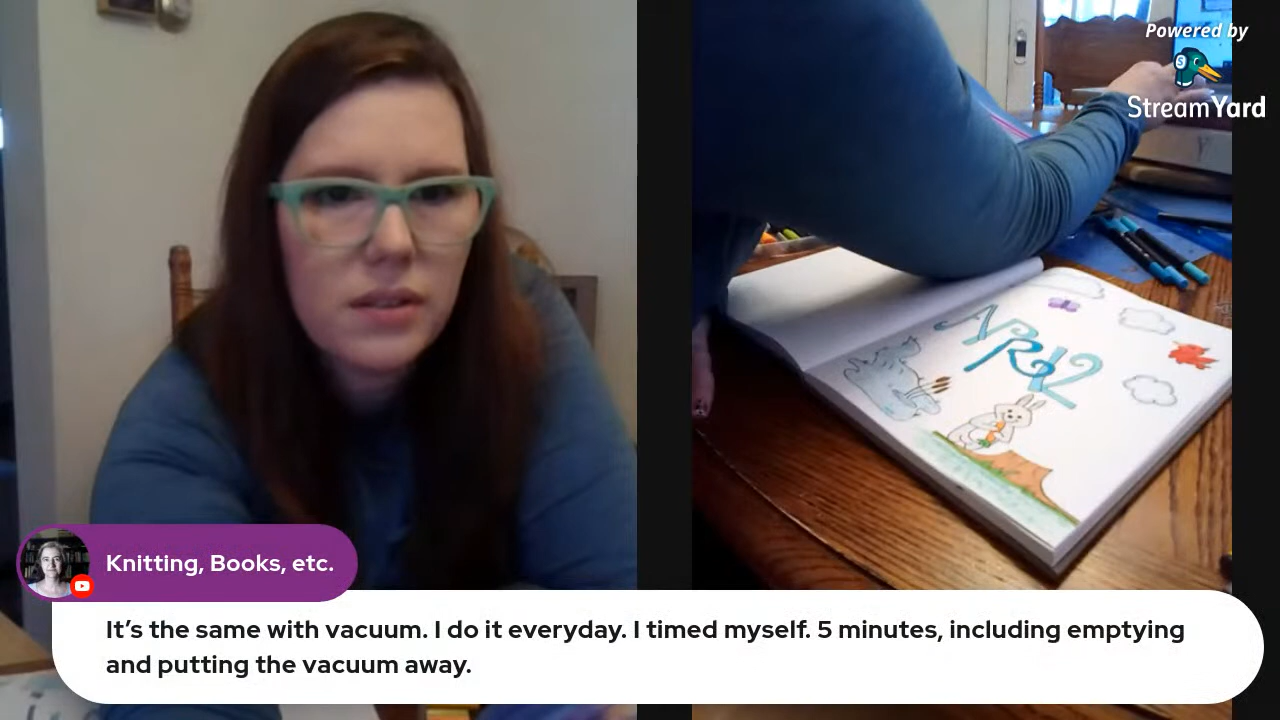 Powered by
StreamYard
APRIL
Knitting, Books, etc.
It’s the same with vacuum. I do it everyday. I timed myself. 5 minutes, including emptying
and putting the vacuum away.